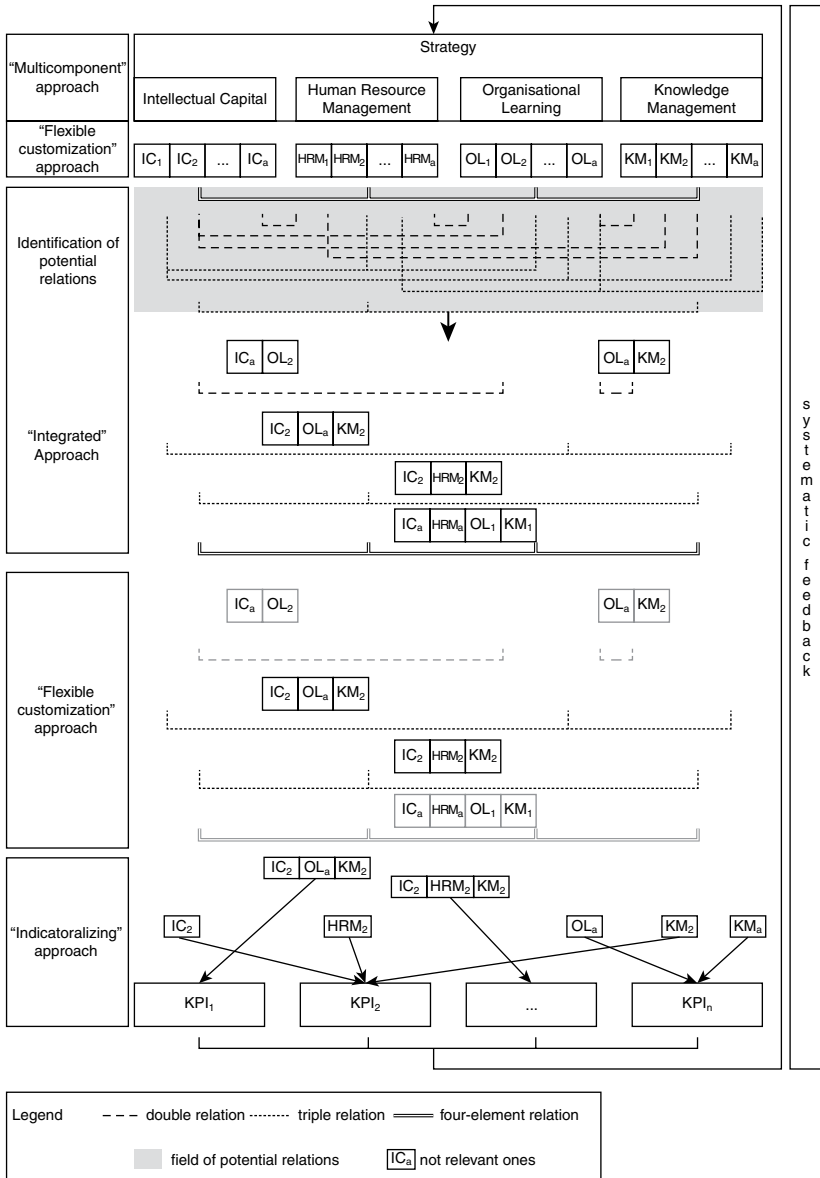 Strategy
“Multicomponent”
approach
Intellectual Capital
Human Resource
Management
Organisational
Learning
Knowledge
Management
“Flexible
customization”
approach
IC₁ IC₂ ... ICₐ
HRM₁ HRM₂ ... HRMₐ
OL₁ OL₂ ... OLₐ
KM₁ KM₂ ... KMₐ
Identification of
potential
relations
“Integrated”
Approach
ICₐ OL₂
OLₐ KM₂
IC₂ OLₐ KM₂
IC₂ HRM₂ KM₂
ICₐ HRMₐ OL₁ KM₁
“Flexible
customization”
approach
ICₐ OL₂
OLₐ KM₂
IC₂ OLₐ KM₂
IC₂ HRM₂ KM₂
ICₐ HRMₐ OL₁ KM₁
“Indicatoralizing”
approach
IC₂ OLₐ KM₂
IC₂ HRM₂ KM₂
IC₂
HRM₂
OLₐ
KM₂
KMₐ
KPI₁
KPI₂
...
KPIₙ
systematic feedback
Legend
double relation
triple relation
four-element relation
field of potential relations
ICₐ not relevant ones